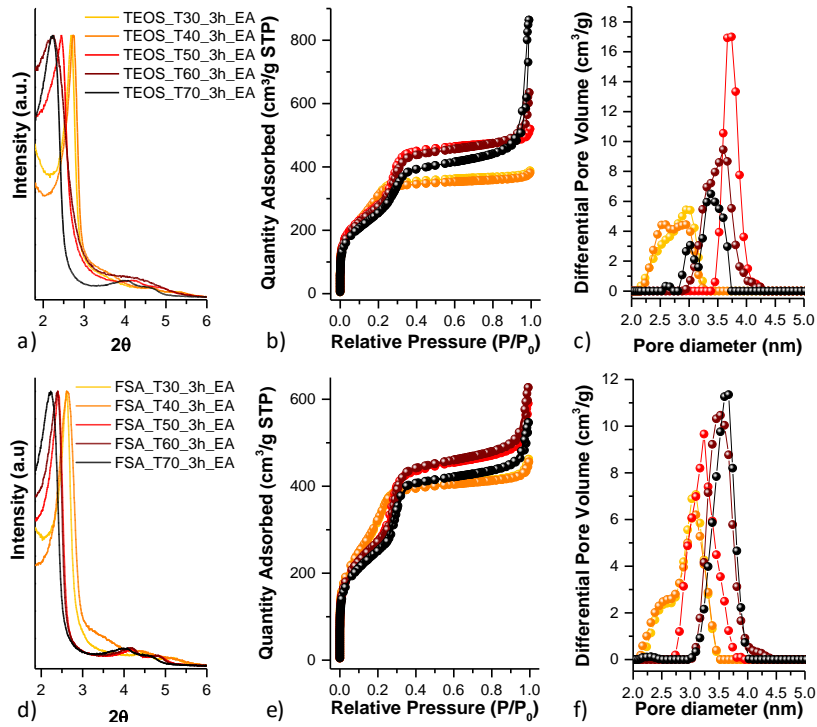 Intensity (a.u.)
TEOS_T30_3h_EA
TEOS_T40_3h_EA
TEOS_T50_3h_EA
TEOS_T60_3h_EA
TEOS_T70_3h_EA
2 3 4 5 6
a)
2θ
Quantity Adsorbed (cm³/g STP)
800
600
400
200
0
0.0 0.2 0.4 0.6 0.8 1.0
b)
Relative Pressure (P/P₀)
Differential Pore Volume (cm³/g)
18
16
14
12
10
8
6
4
2
0
2.0 2.5 3.0 3.5 4.0 4.5 5.0
c)
Pore diameter (nm)
Intensity (a.u)
FSA_T30_3h_EA
FSA_T40_3h_EA
FSA_T50_3h_EA
FSA_T60_3h_EA
FSA_T70_3h_EA
2 3 4 5 6
d)
2θ
Quantity Adsorbed (cm³/g STP)
600
400
200
0
0.0 0.2 0.4 0.6 0.8 1.0
e)
Relative Pressure (P/P₀)
Differential Pore Volume (cm³/g)
12
10
8
6
4
2
0
2.0 2.5 3.0 3.5 4.0 4.5 5.0
f)
Pore diameter (nm)